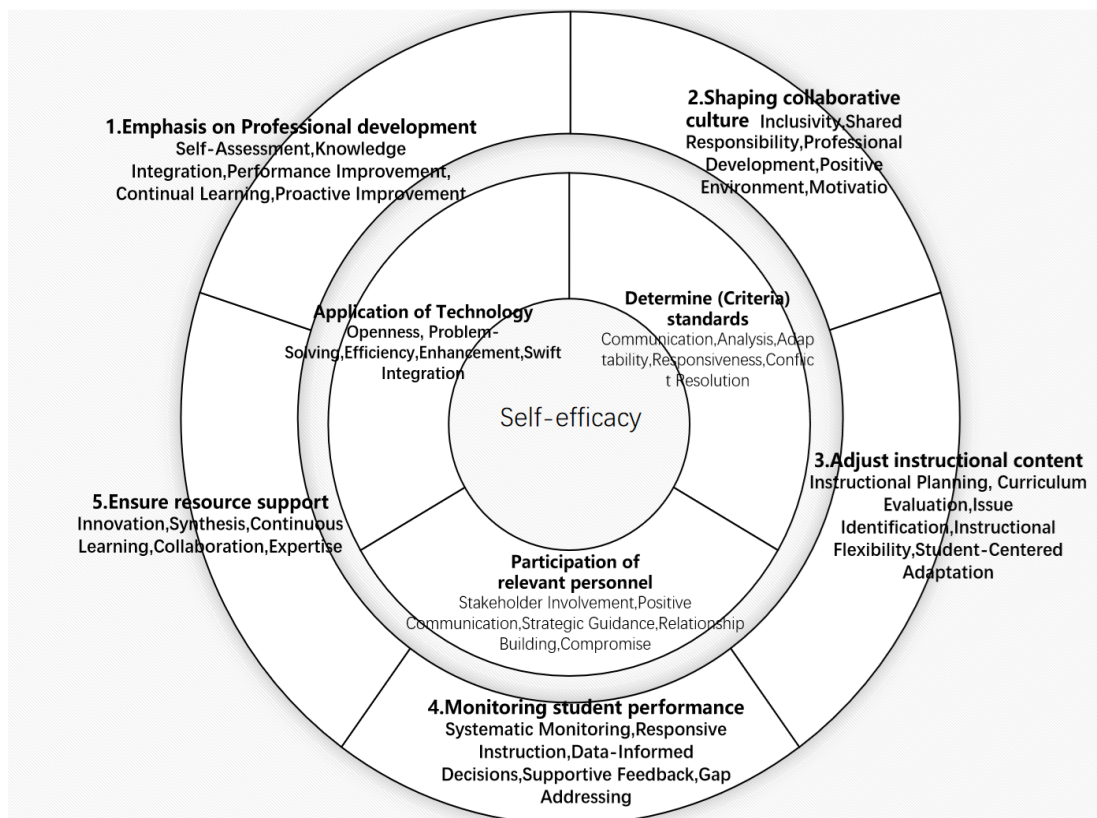 1.Emphasis on Professional development
Self-Assessment,Knowledge
Integration,Performance Improvement,
Continual Learning,Proactive Improvement
2.Shaping collaborative
culture Inclusivity,Shared
Responsibility,Professional
Development,Positive
Environment,Motivatio
Application of Technology
Openness, Problem-
Solving,Efficiency,Enhancement,Swift
Integration
Determine (Criteria)
standards
Communication,Analysis,Adap
tability,Responsiveness,Conflic
t Resolution
Self-efficacy
3.Adjust instructional content
Instructional Planning, Curriculum
Evaluation,Issue
Identification,Instructional
Flexibility,Student-Centered
Adaptation
5.Ensure resource support
Innovation,Synthesis,Continuous
Learning,Collaboration,Expertise
Participation of
relevant personnel
Stakeholder Involvement,Positive
Communication,Strategic Guidance,Relationship
Building,Compromise
4.Monitoring student performance
Systematic Monitoring,Responsive
Instruction,Data-Informed
Decisions,Supportive Feedback,Gap
Addressing